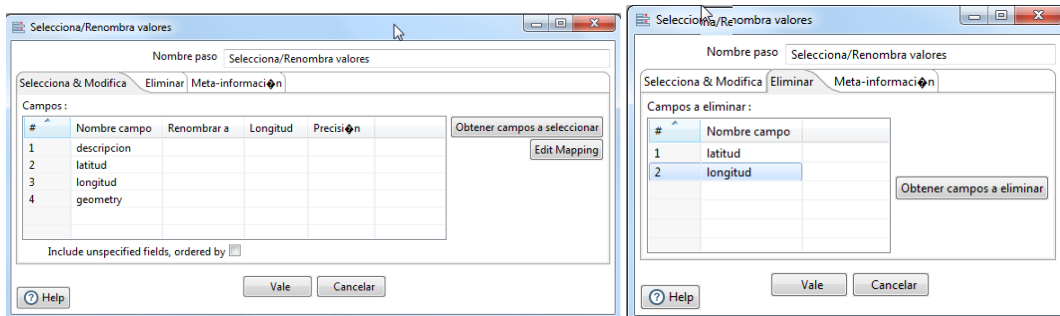 Selecciona/Renombra valores
Nombre paso Selecciona/Renombra valores
Selecciona & Modifica Eliminar Meta-informaci�n
Campos :
# Nombre campo Renombrar a Longitud Precisi�n
1 descripcion
2 latitud
3 longitud
4 geometry
Obtener campos a seleccionar
Edit Mapping
Include unspecified fields, ordered by
Help Vale Cancelar
Selecciona/Renombra valores
Nombre paso Selecciona/Renombra valores
Selecciona & Modifica Eliminar Meta-informaci�n
Campos a eliminar :
# Nombre campo
1 latitud
2 longitud
Obtener campos a eliminar
Help Vale Cancelar